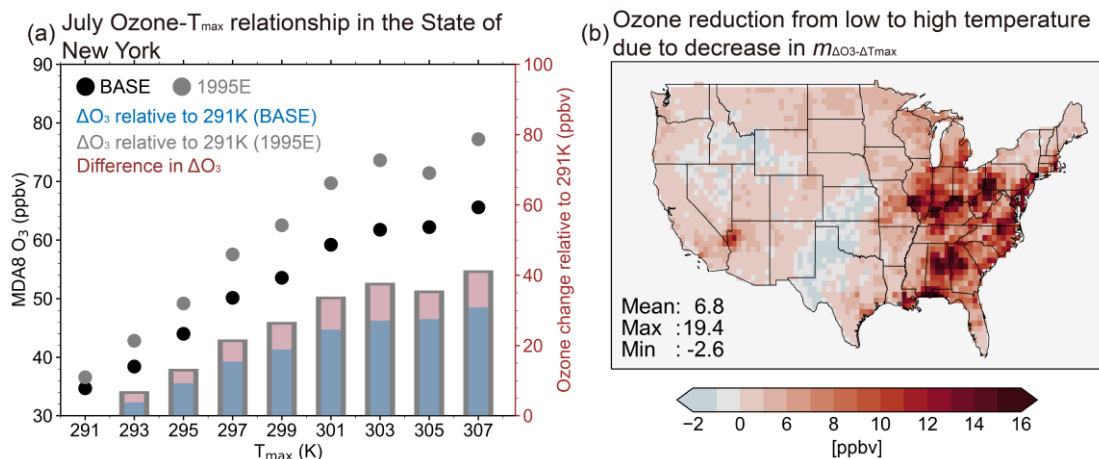 (a) July Ozone-Tmax relationship in the State of
New York
90
80
70
60
50
40
30
MDA8 O3 (ppbv)
BASE 1995E
ΔO3 relative to 291K (BASE)
ΔO3 relative to 291K (1995E)
Difference in ΔO3
100
80
60
40
20
0
Ozone change relative to 291K (ppbv)
291 293 295 297 299 301 303 305 307
Tmax (K)
(b) Ozone reduction from low to high temperature
due to decrease in mΔO3-ΔTmax
Mean: 6.8
Max :19.4
Min : -2.6
−2 0 6 8 10 12 14 16
[ppbv]